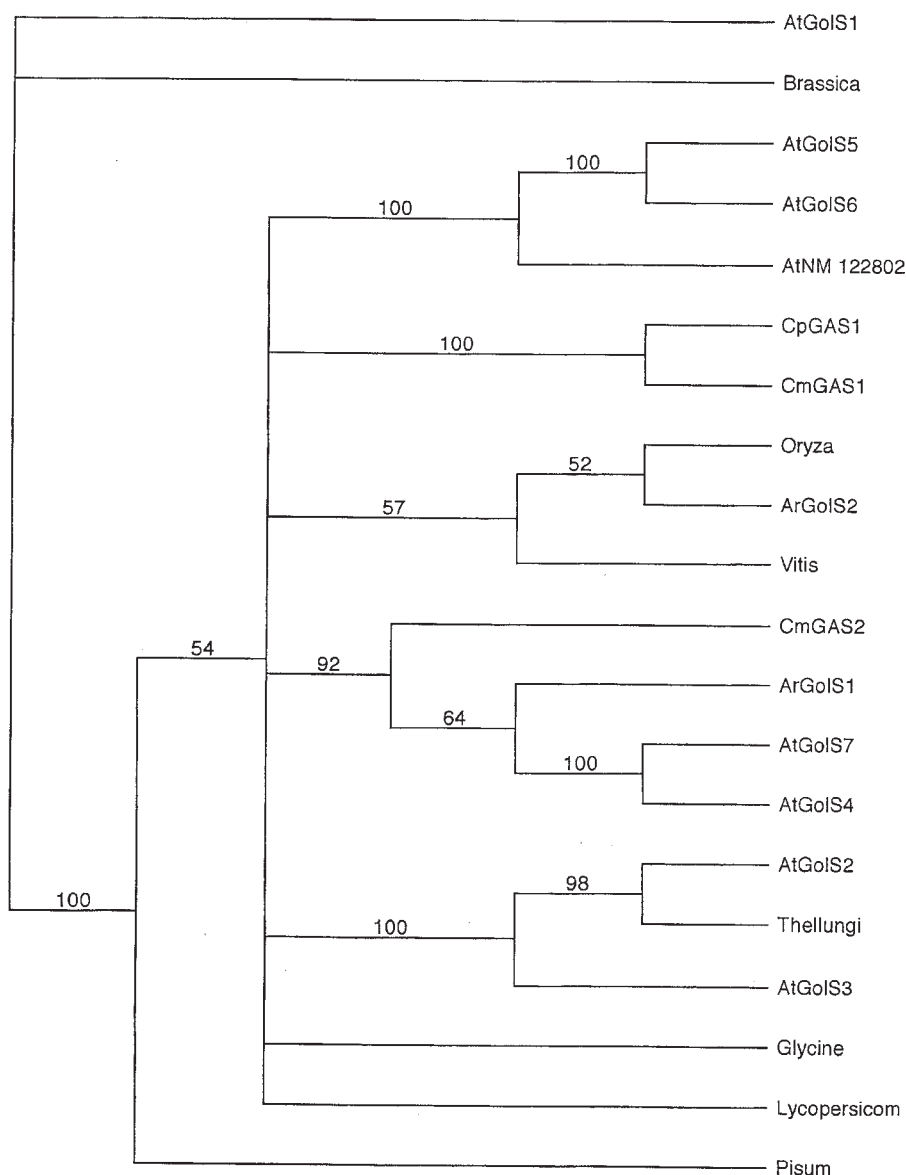 AtGolS1
Brassica
AtGolS5
100
AtGolS6
100
AtNM 122802
CpGAS1
100
CmGAS1
Oryza
52
ArGolS2
57
Vitis
CmGAS2
54
92
ArGolS1
64
AtGolS7
100
AtGolS4
AtGolS2
98
100
Thellungi
100
AtGolS3
Glycine
Lycopersicom
Pisum